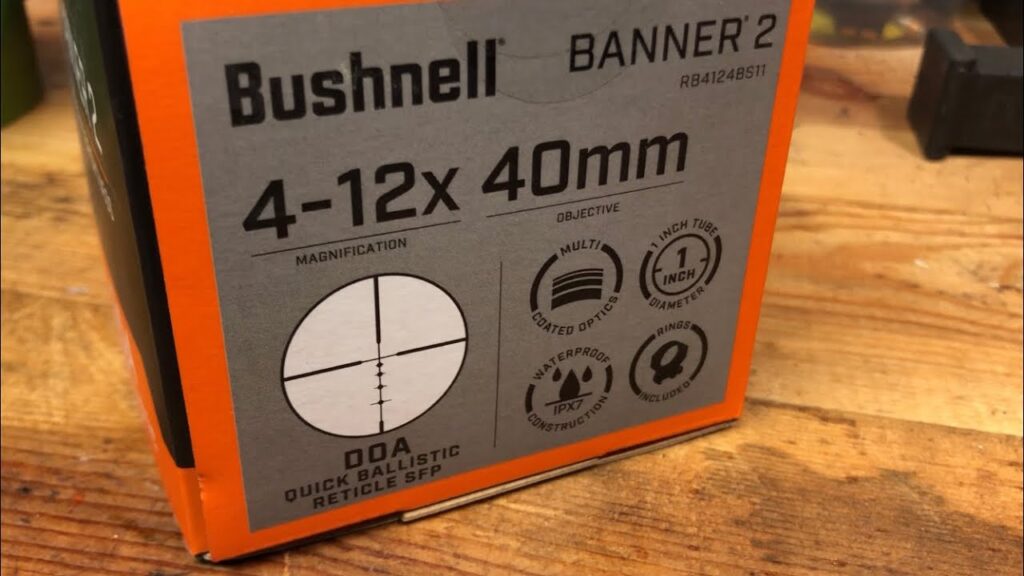 Bushnell®
BANNER® 2
RB4124BS11
4-12x 40mm
MAGNIFICATION
OBJECTIVE
MULTI
COATED OPTICS
1 INCH TUBE
1
INCH
DIAMETER
WATERPROOF
IPX7
CONSTRUCTION
RINGS
INCLUDED
DOA
QUICK BALLISTIC
RETICLE SFP